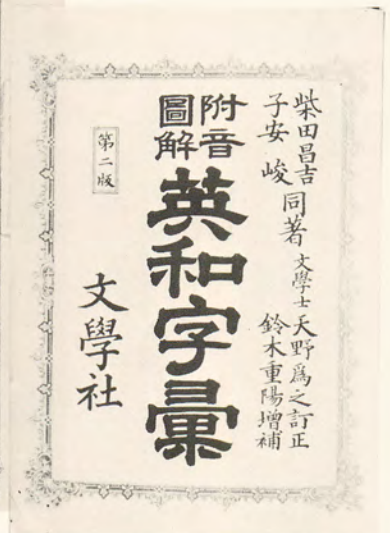 柴田昌吉
子安峻
同著
文學士天野爲之訂正
鈴木重陽增補
附音
圖解
英和字彙
第二版
文學社